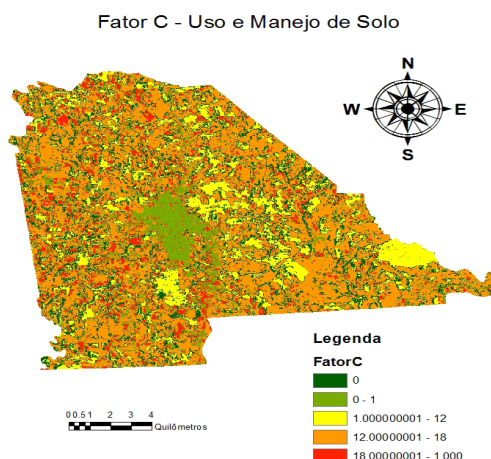 Fator C - Uso e Manejo de Solo
N
W E
S
Legenda
FatorC
0
0 - 1
1.000000001 - 12
12.00000001 - 18
18.00000001 - 1.000
0 0.5 1 2 3 4
Quilômetros